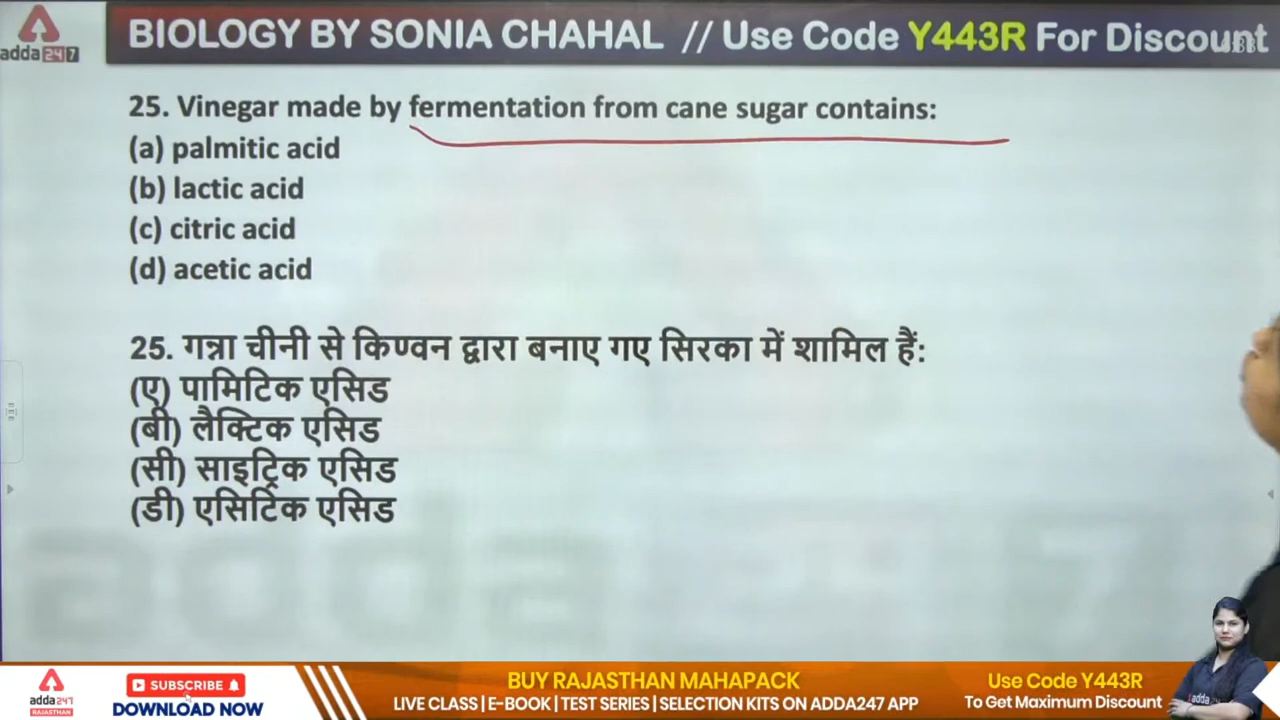 adda247
BIOLOGY BY SONIA CHAHAL // Use Code Y443R For Discount
25. Vinegar made by fermentation from cane sugar contains:
(a) palmitic acid
(b) lactic acid
(c) citric acid
(d) acetic acid
25. गन्ना चीनी से किण्वन द्वारा बनाए गए सिरका में शामिल हैं:
(ए) पामिटिक एसिड
(बी) लैक्टिक एसिड
(सी) साइट्रिक एसिड
(डी) एसिटिक एसिड
adda247
RAJASTHAN
SUBSCRIBE
DOWNLOAD NOW
BUY RAJASTHAN MAHAPACK
LIVE CLASS | E-BOOK | TEST SERIES | SELECTION KITS ON ADDA247 APP
Use Code Y443R
To Get Maximum Discount
adda